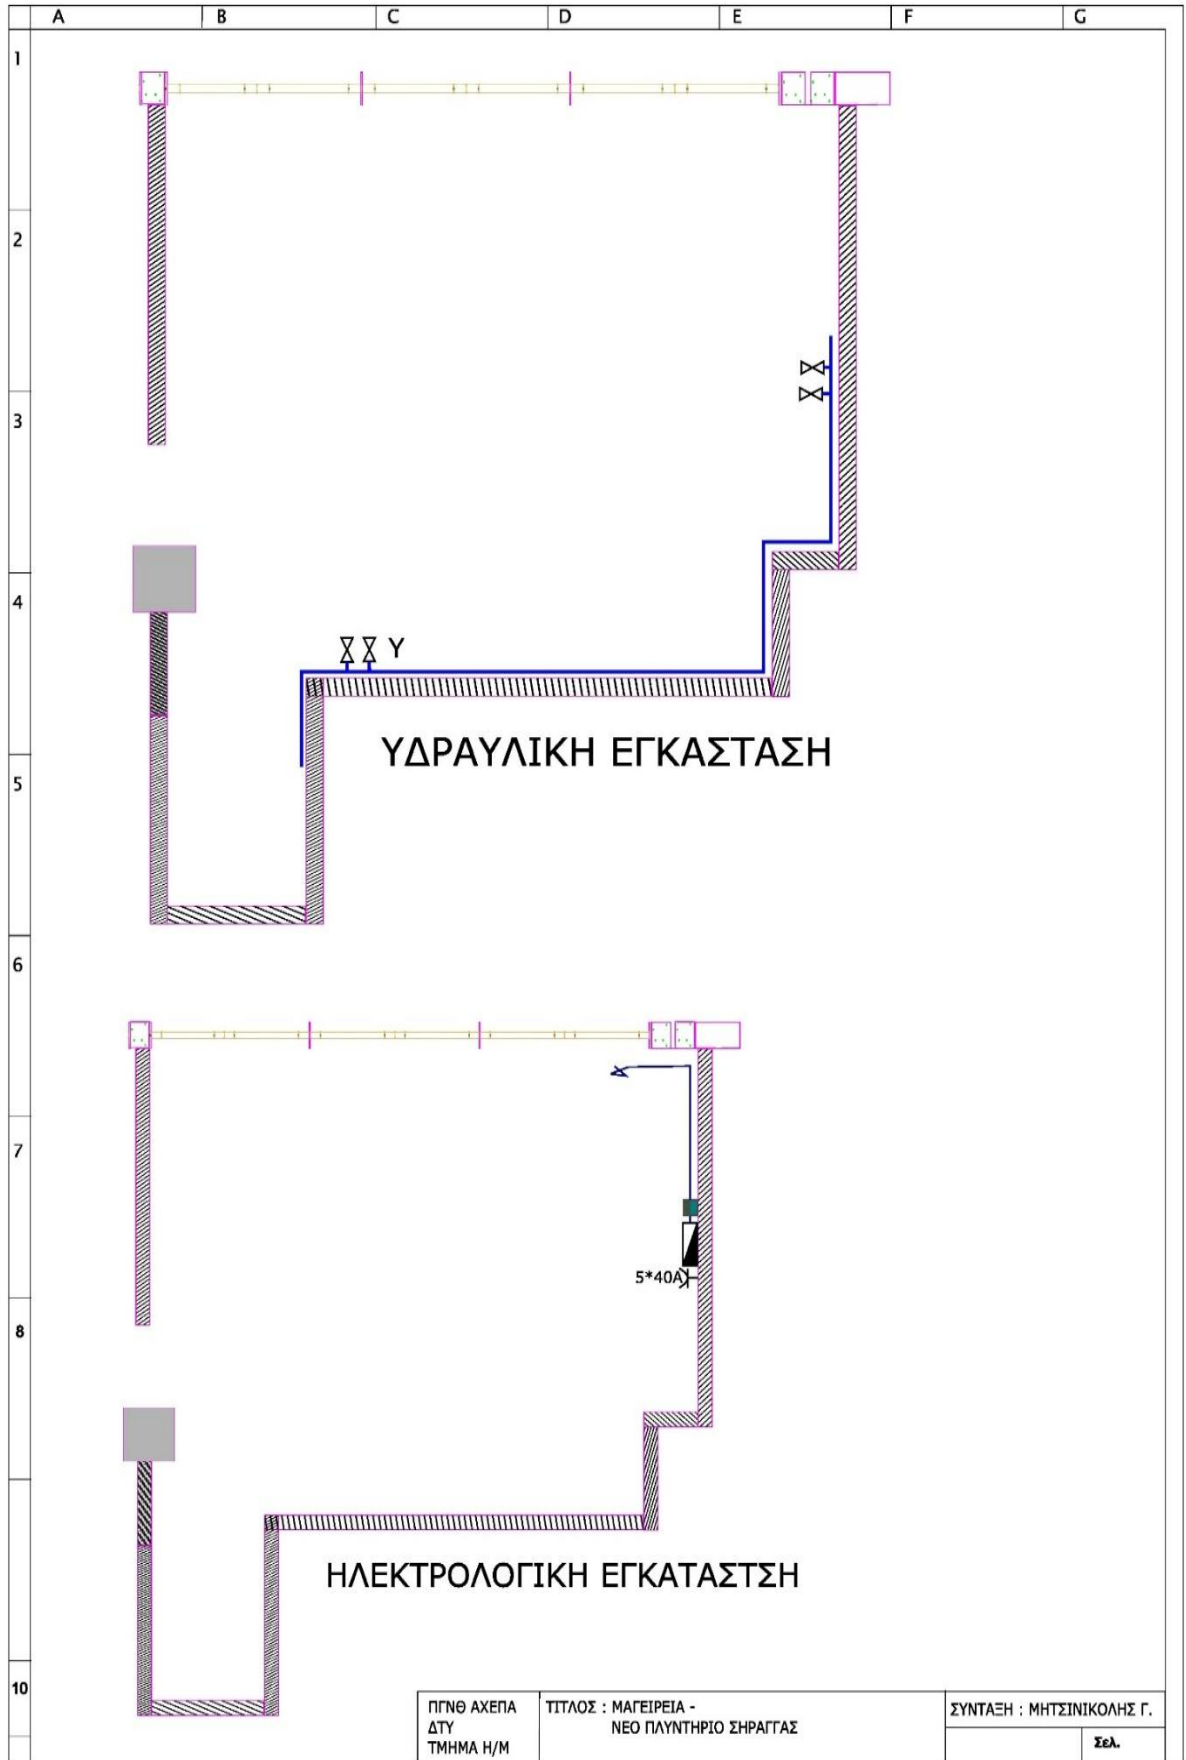 A B C D E F G
1
2
3
4
Y
ΥΔΡΑΥΛΙΚΗ ΕΓΚΑΣΤΑΣΗ
5
6
7
5*40A
8
ΗΛΕΚΤΡΟΛΟΓΙΚΗ ΕΓΚΑΤΑΣΤΣΗ
10
ΠΓΝΘ ΑΧΕΠΑ
ΔΤΥ
ΤΜΗΜΑ Η/Μ
ΤΙΤΛΟΣ : ΜΑΓΕΙΡΕΙΑ -
ΝΕΟ ΠΛΥΝΤΗΡΙΟ ΣΗΡΑΓΓΑΣ
ΣΥΝΤΑΞΗ : ΜΗΤΣΙΝΙΚΟΛΗΣ Γ.
Σελ.